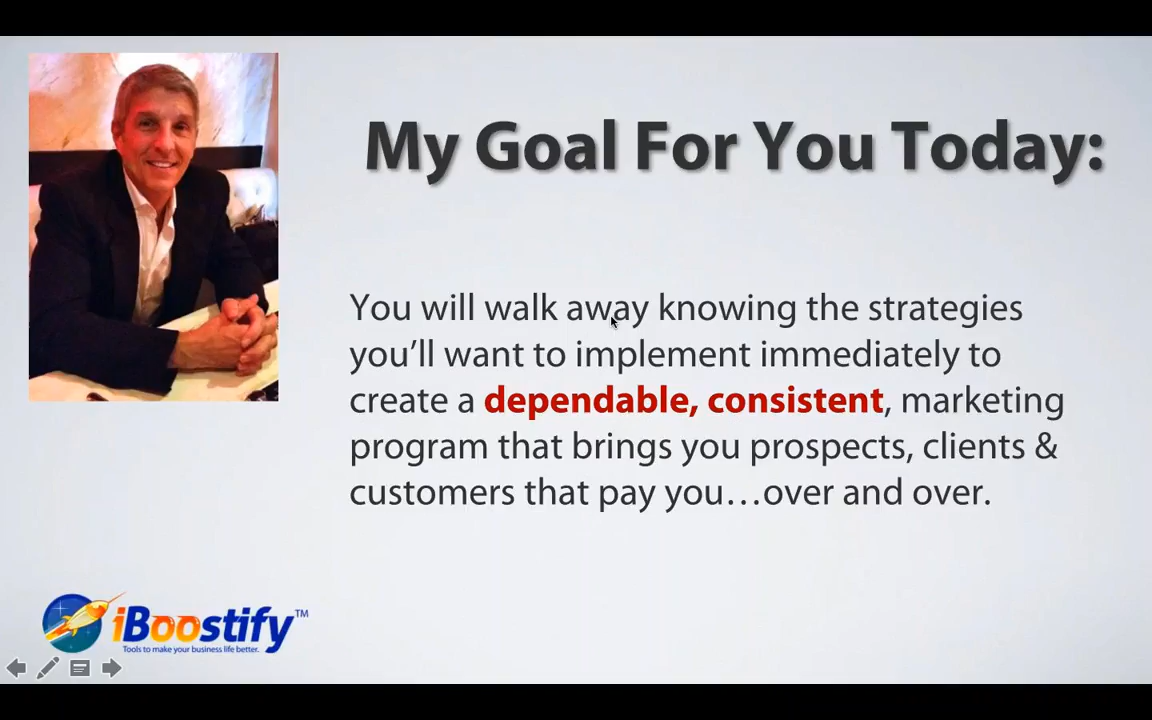 My Goal For You Today:
You will walk away knowing the strategies
you’ll want to implement immediately to
create a dependable, consistent, marketing
program that brings you prospects, clients &
customers that pay you…over and over.
iBoostify™
Tools to make your business life better.